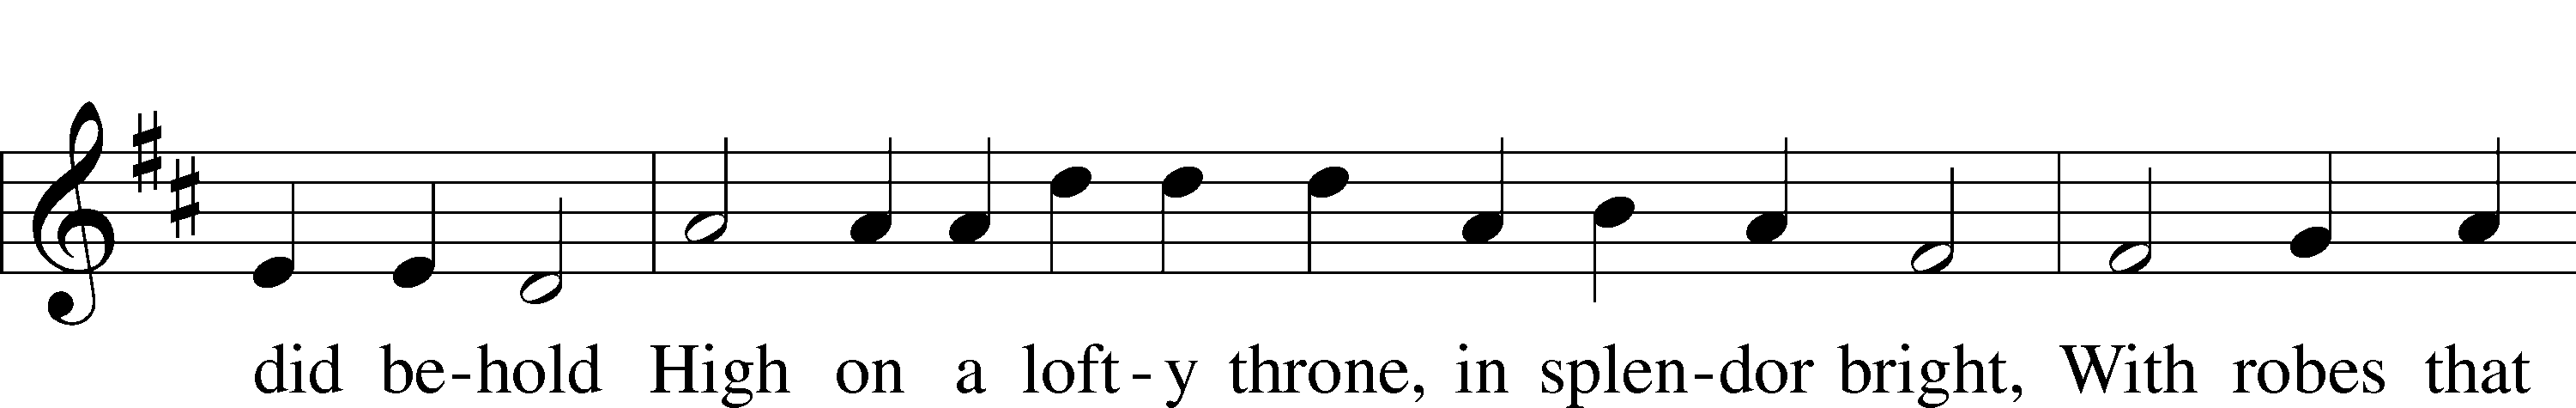 did be-hold High on a loft-y throne, in splen-dor bright, With robes that